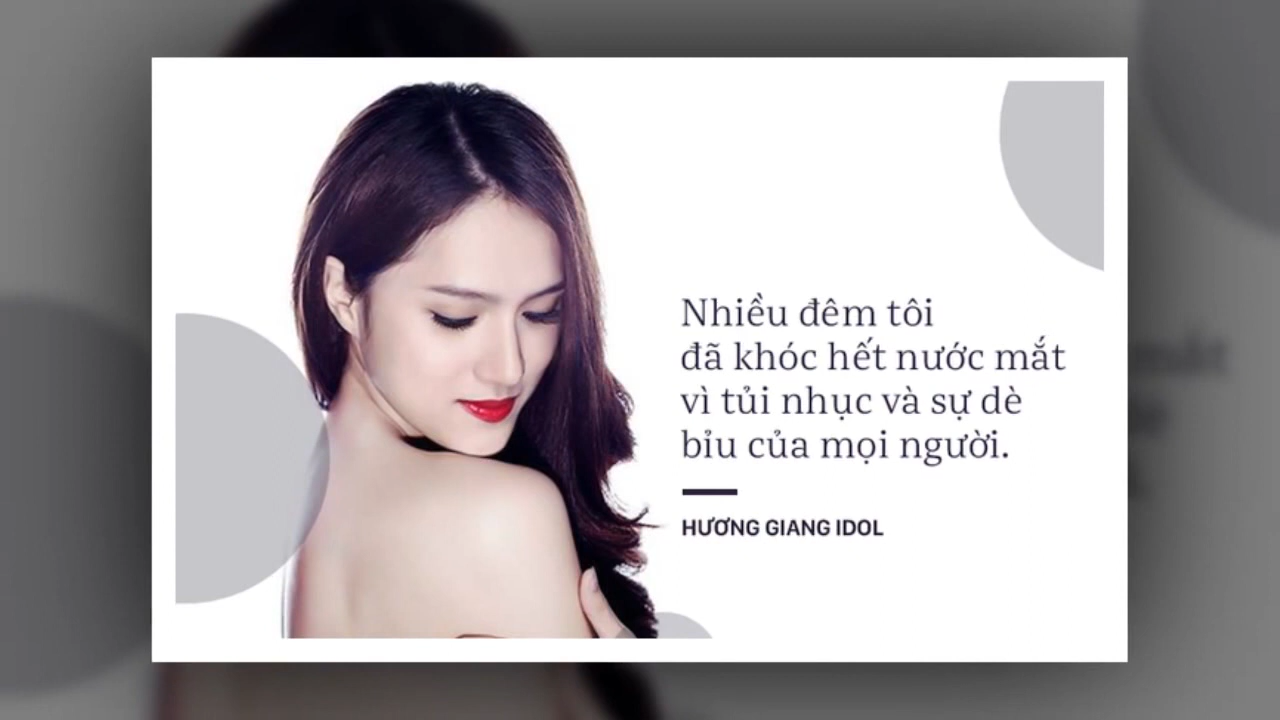 Nhiều đêm tôi
đã khóc hết nước mắt
vì tủi nhục và sự dè
bỉu của mọi người.
HƯƠNG GIANG IDOL